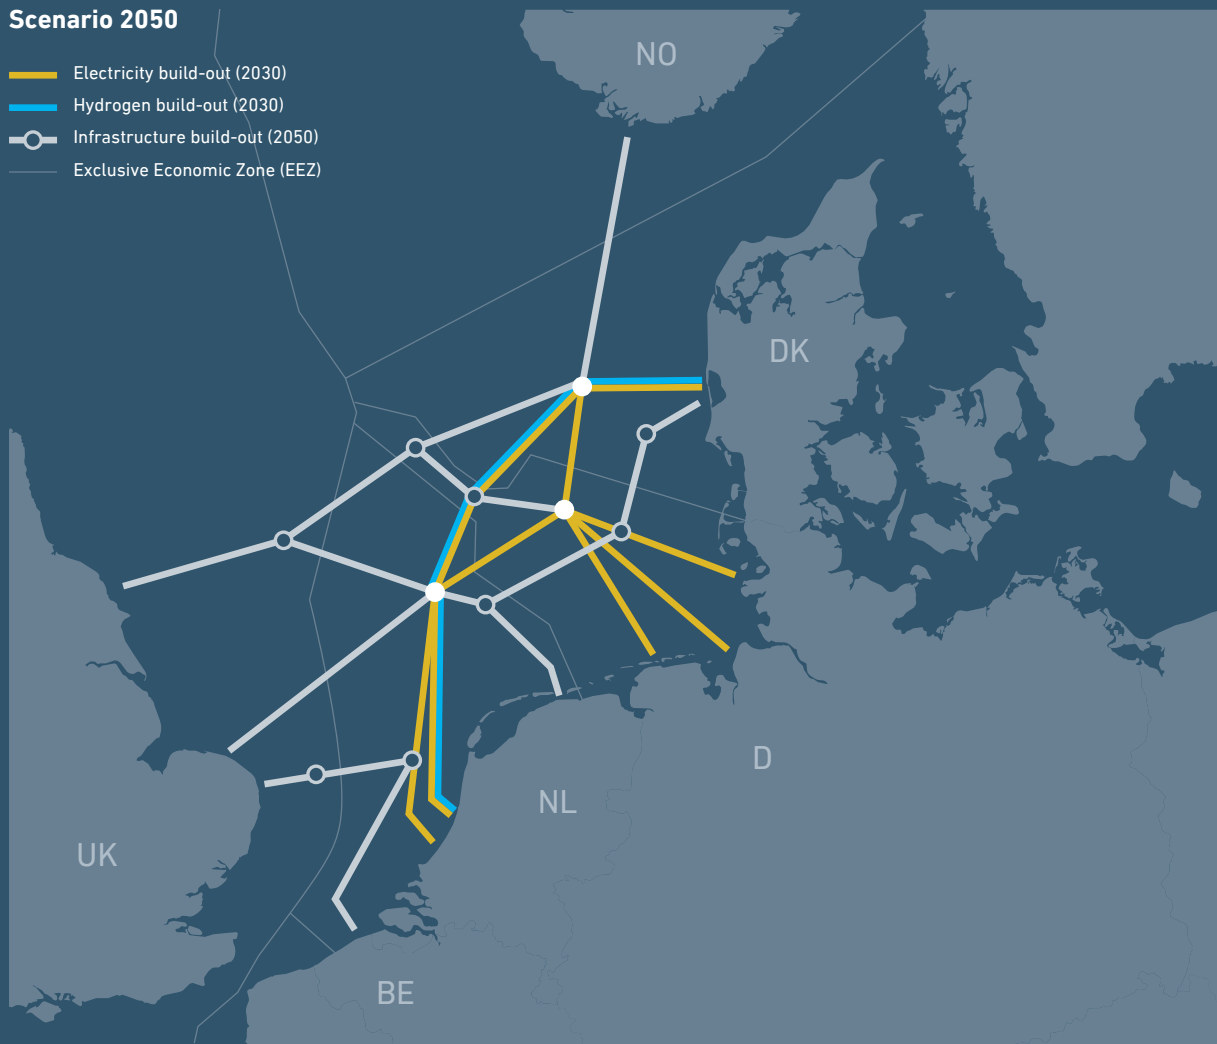 Scenario 2050
Electricity build-out (2030)
Hydrogen build-out (2030)
Infrastructure build-out (2050)
Exclusive Economic Zone (EEZ)
NO
DK
D
NL
UK
BE